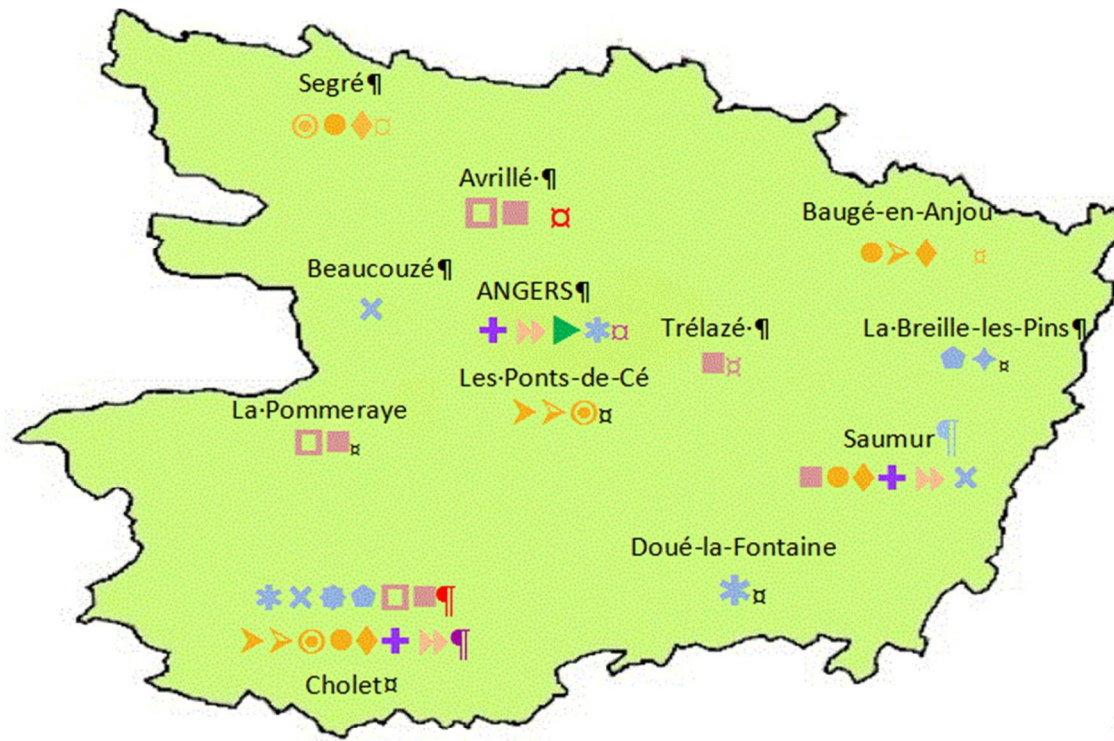 Segré¶
¤
Avrillé·¶
¤
Baugé-en-Anjou
¤
Beaucouzé¶
ANGERS¶
¤
Trélazé·¶
¤
La·Breille-les-Pins¶
¤
Les·Ponts-de-Cé
¤
La·Pommeraye
¤
Saumur¶
Doué-la-Fontaine
¤
¶
¶
Cholet¤